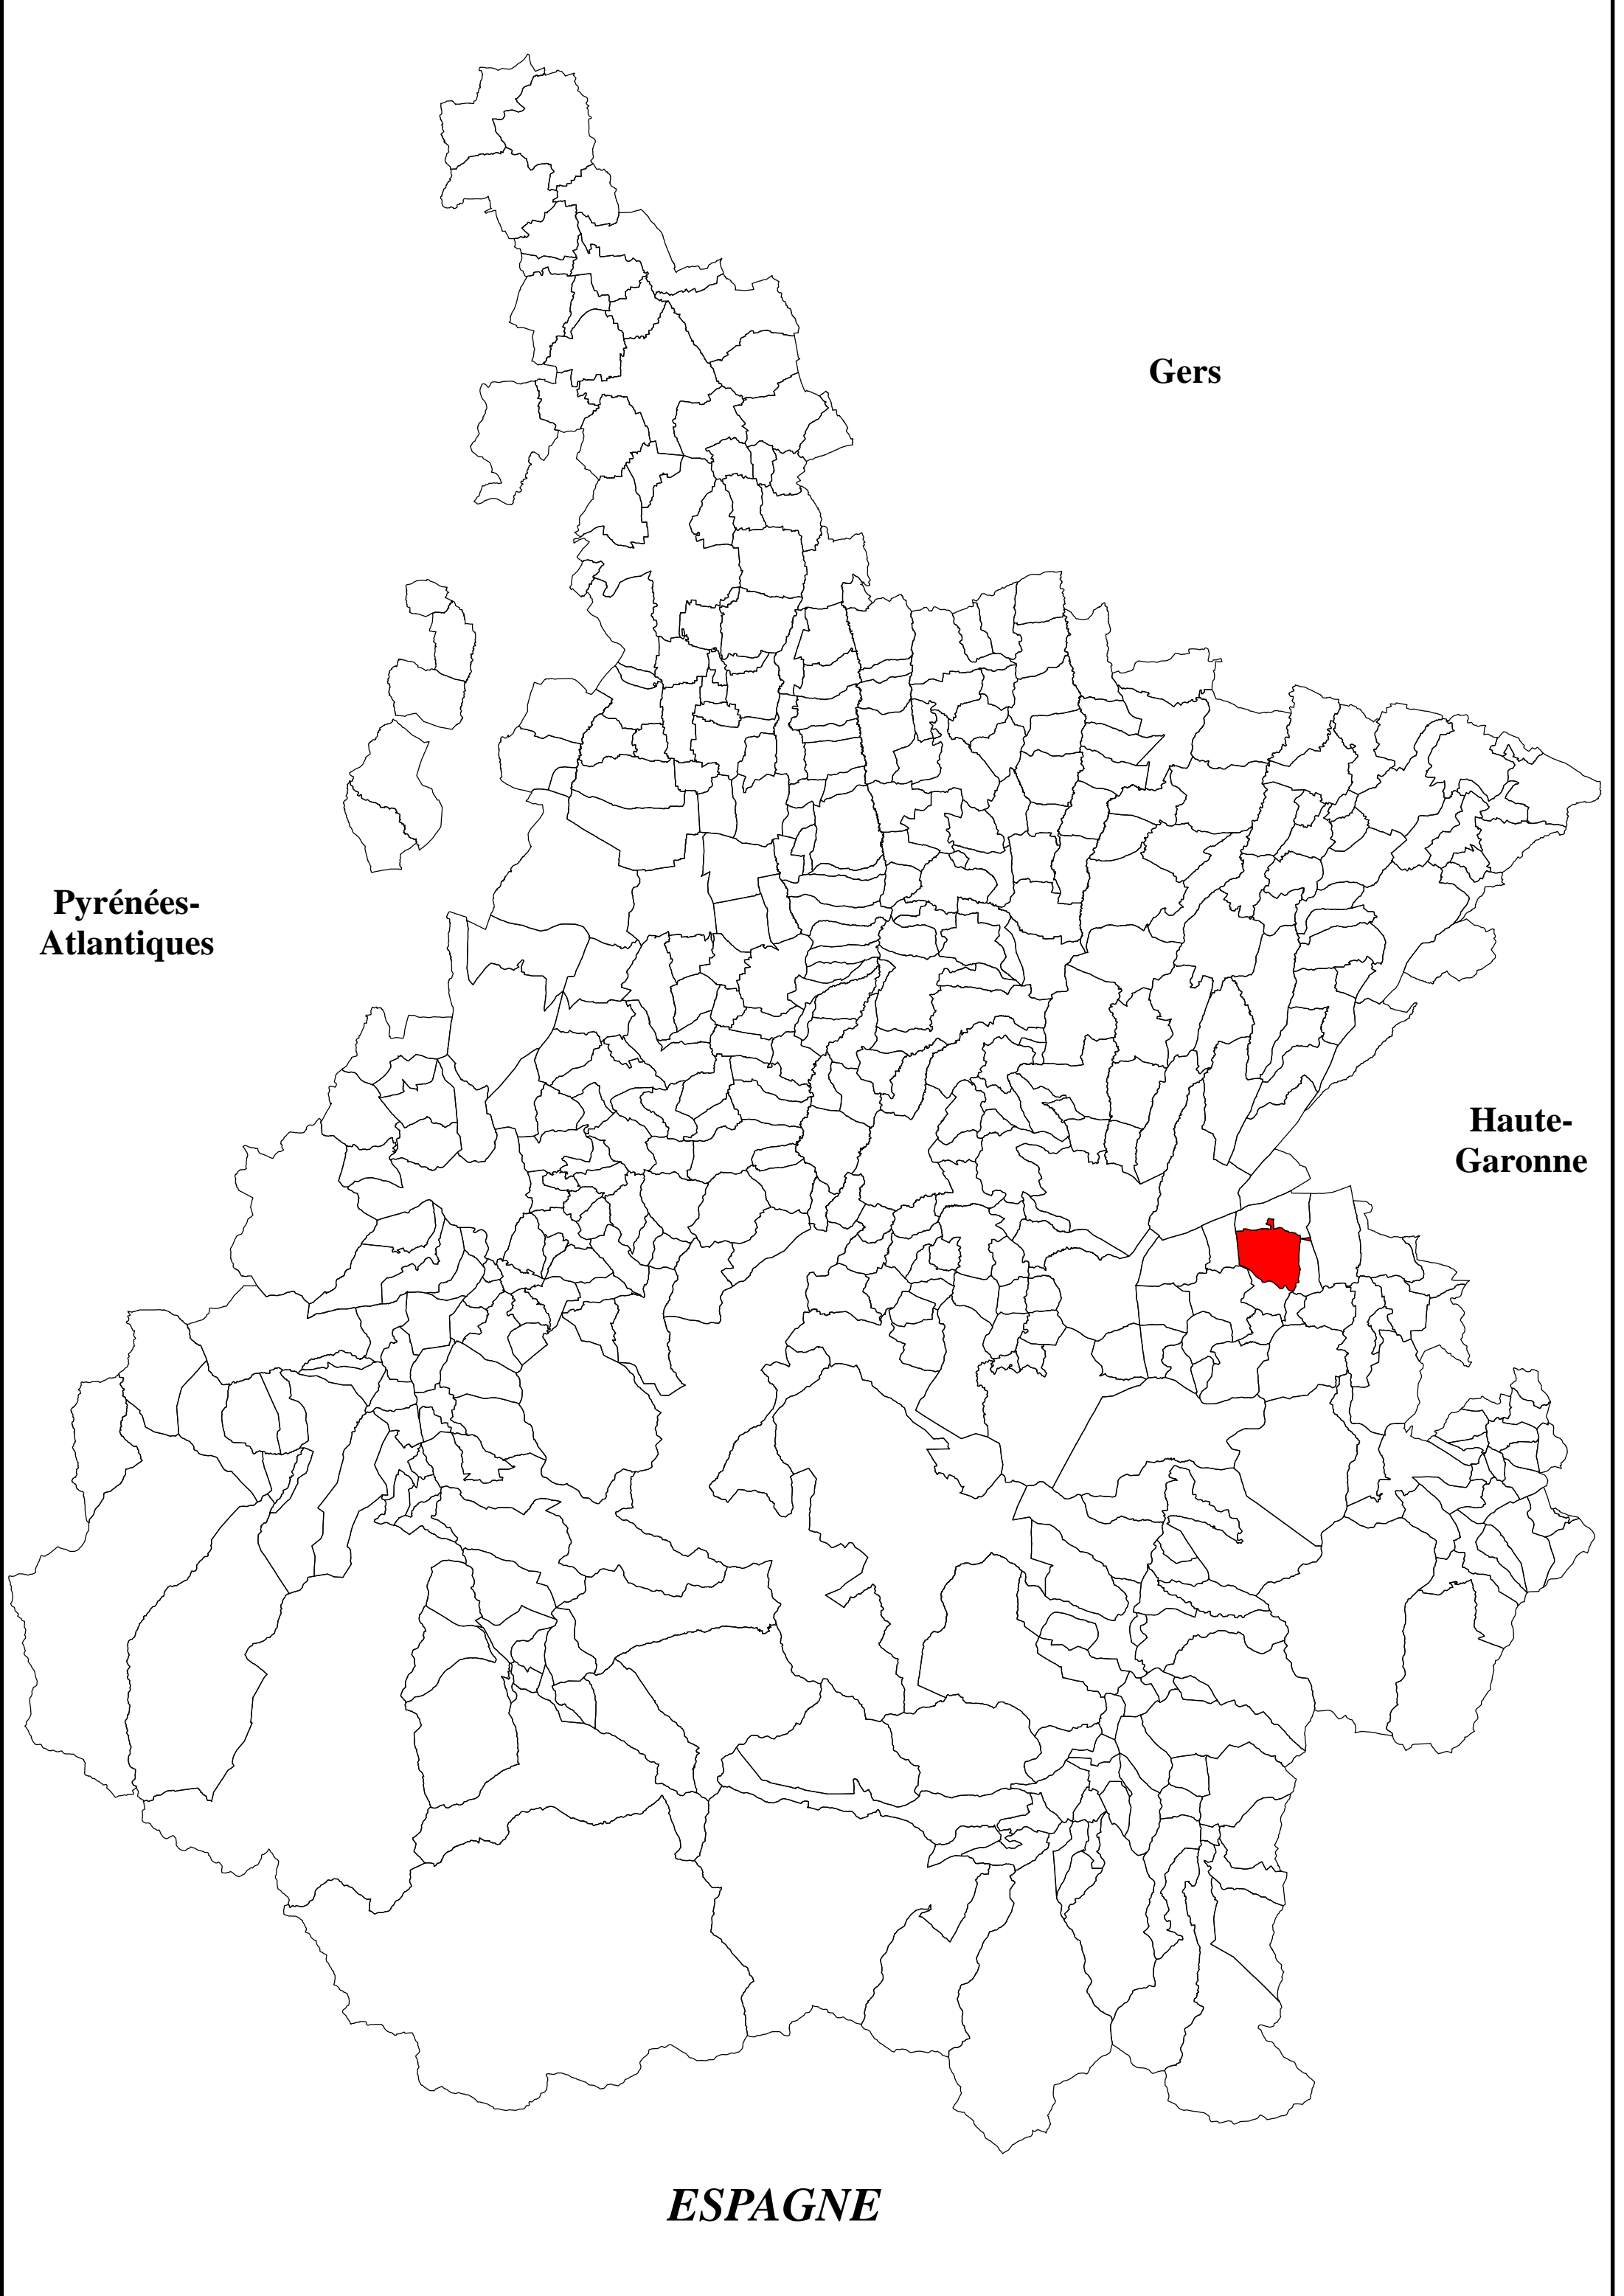 Gers
Pyrénées-
Atlantiques
Haute-
Garonne
ESPAGNE